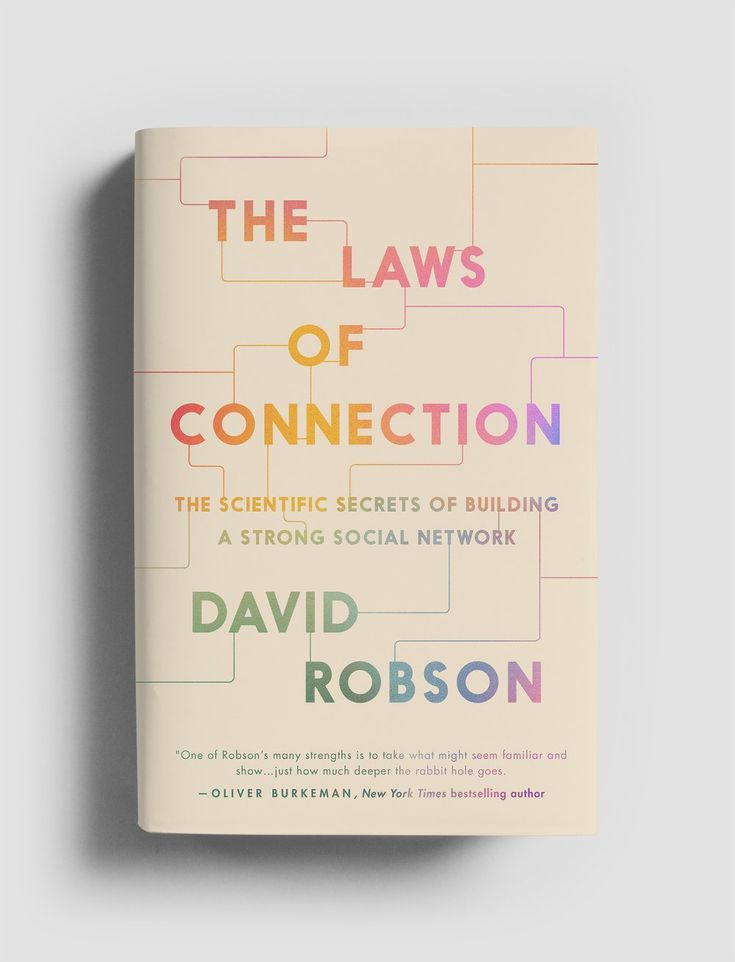 THE
LAWS
OF
CONNECTION
THE SCIENTIFIC SECRETS OF BUILDING
A STRONG SOCIAL NETWORK
DAVID
ROBSON
"One of Robson's many strengths is to take what might seem familiar and
show...just how much deeper the rabbit hole goes.
—OLIVER BURKEMAN, New York Times bestselling author